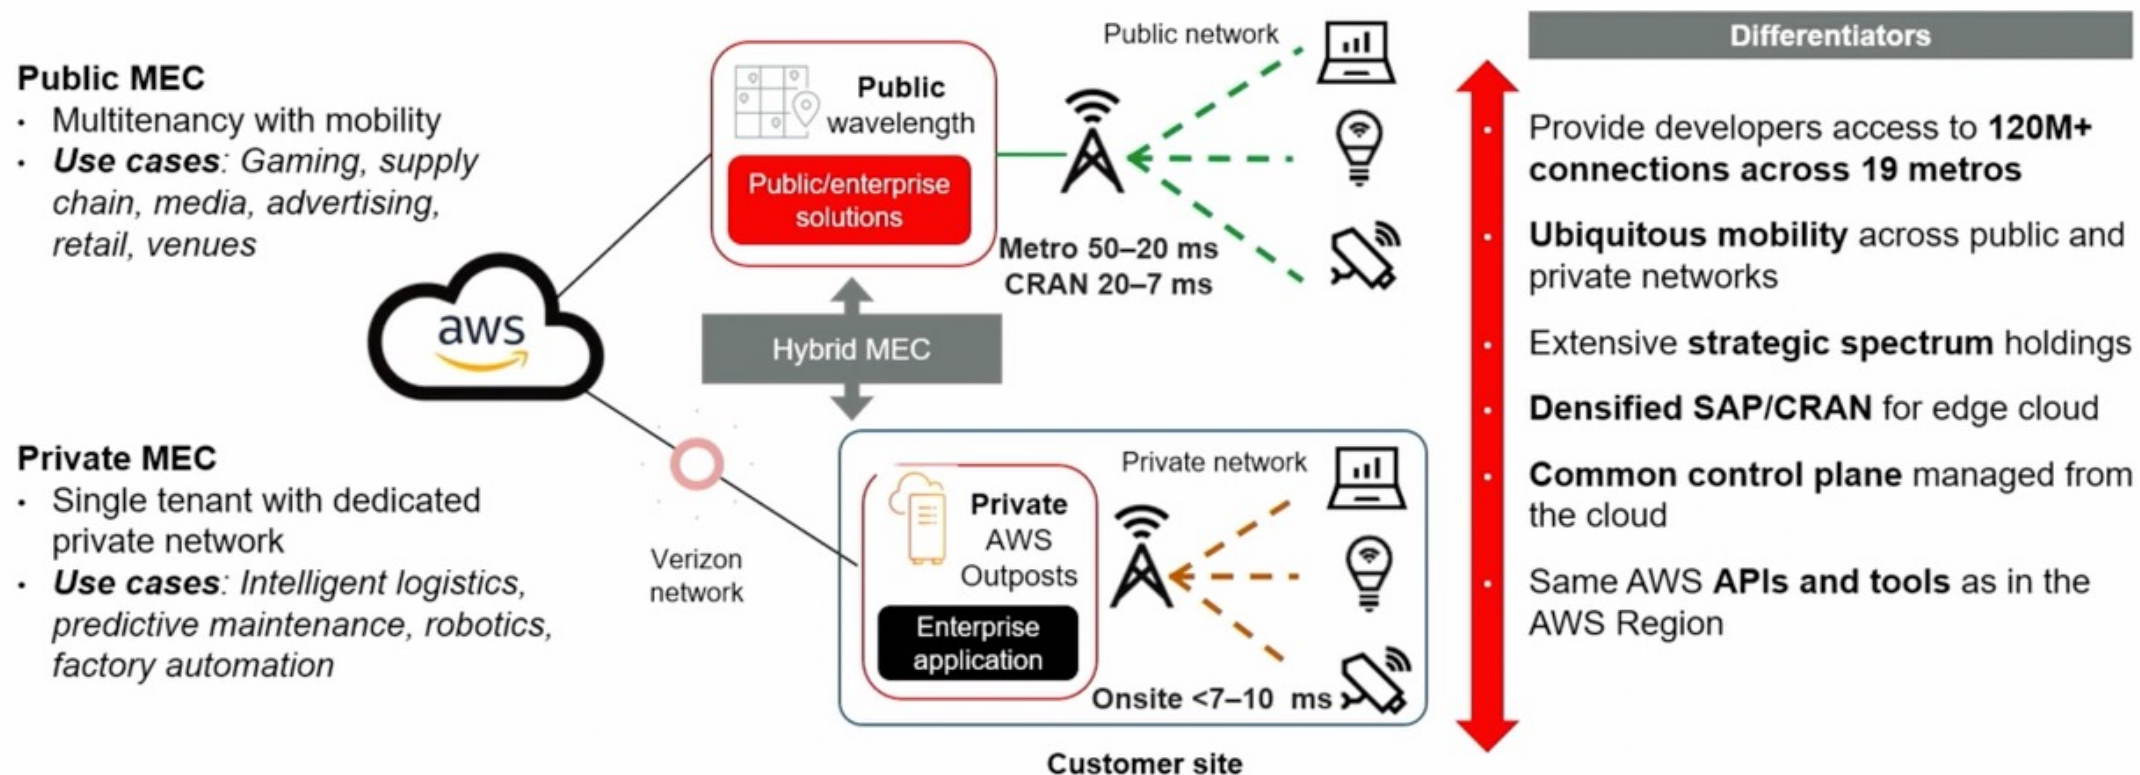 Public MEC
• Multitenancy with mobility
• Use cases: Gaming, supply
chain, media, advertising,
retail, venues
aws
Private MEC
• Single tenant with dedicated
private network
• Use cases: Intelligent logistics,
predictive maintenance, robotics,
factory automation
Verizon
network
Public
wavelength
Public/enterprise
solutions
Public network
Metro 50–20 ms
CRAN 20–7 ms
Hybrid MEC
Private network
Private
AWS
Outposts
Enterprise
application
Onsite <7–10 ms
Customer site
Differentiators
• Provide developers access to 120M+
connections across 19 metros
• Ubiquitous mobility across public and
private networks
• Extensive strategic spectrum holdings
• Densified SAP/CRAN for edge cloud
• Common control plane managed from
the cloud
• Same AWS APIs and tools as in the
AWS Region